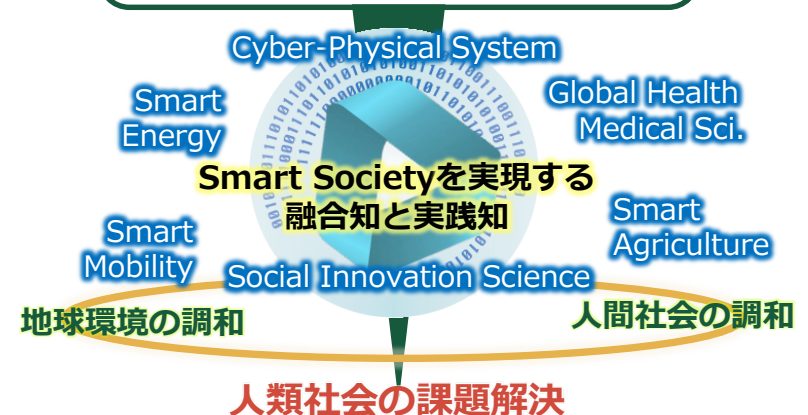 Cyber-Physical System
Smart
Energy
Global Health
Medical Sci.
Smart Societyを実現する
融合知と実践知
Smart
Mobility
Smart
Agriculture
Social Innovation Science
地球環境の調和
人間社会の調和
人類社会の課題解決